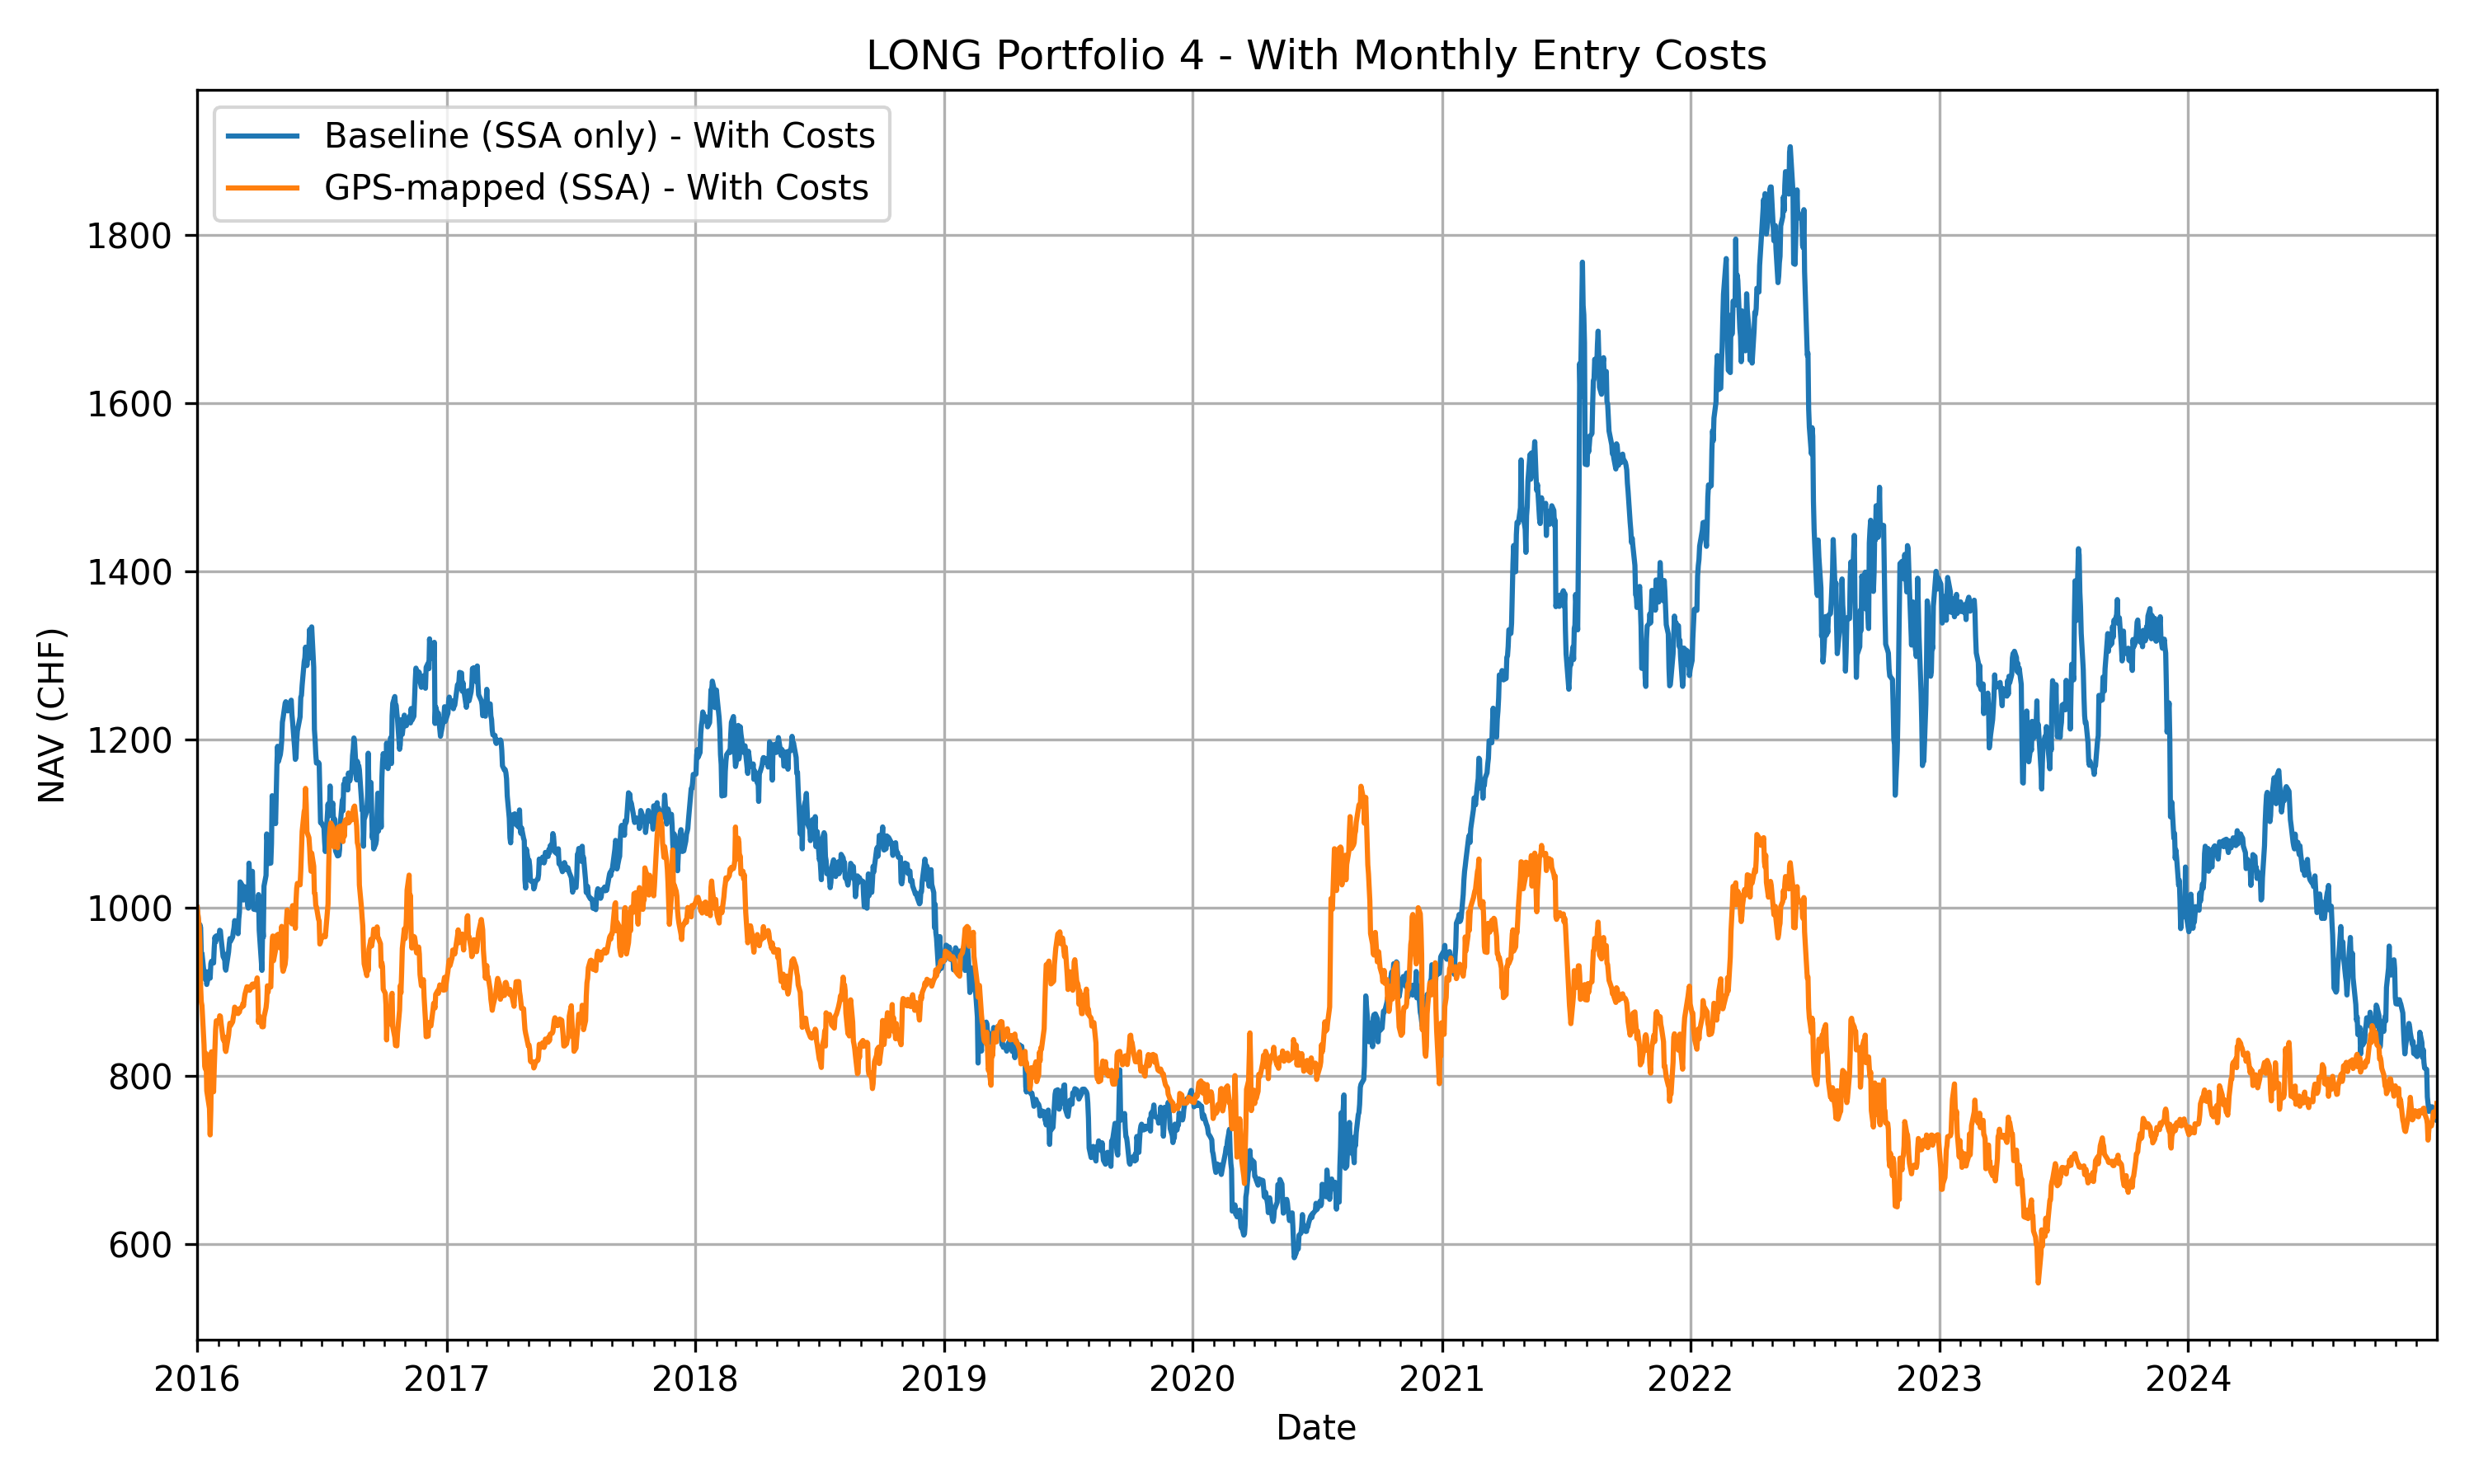 LONG Portfolio 4 - With Monthly Entry Costs
Baseline (SSA only) - With Costs
GPS-mapped (SSA) - With Costs
NAV (CHF)
1800
1600
1400
1200
1000
800
600
2016 2017 2018 2019 2020 2021 2022 2023 2024
Date